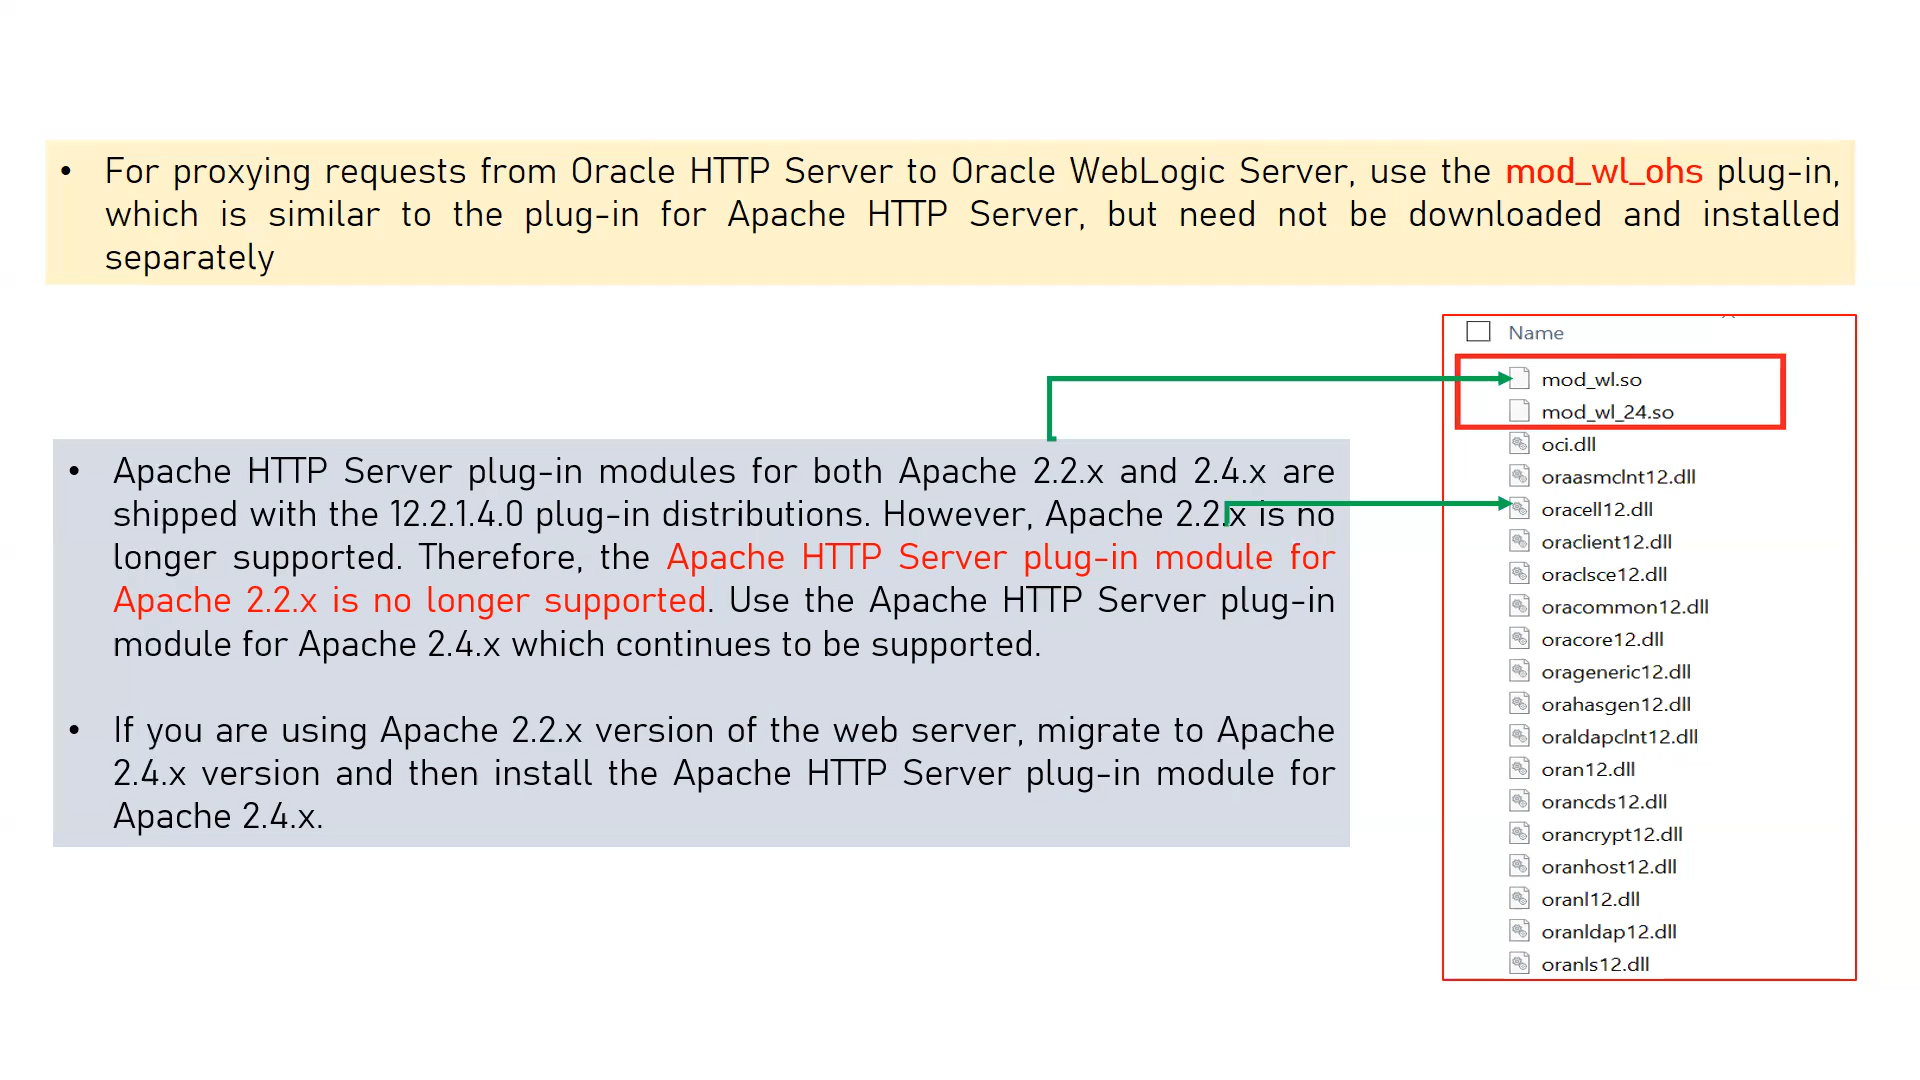 • For proxying requests from Oracle HTTP Server to Oracle WebLogic Server, use the mod_wl_ohs plug-in,
which is similar to the plug-in for Apache HTTP Server, but need not be downloaded and installed
separately
Name
mod_wl.so
mod_wl_24.so
oci.dll
oraasmclnt12.dll
oracell12.dll
oraclient12.dll
oraclsce12.dll
oracommon12.dll
oracore12.dll
orageneric12.dll
orahasgen12.dll
oraldapclnt12.dll
oran12.dll
orancds12.dll
orancrypt12.dll
oranhost12.dll
oranl12.dll
oranldap12.dll
oranls12.dll
• Apache HTTP Server plug-in modules for both Apache 2.2.x and 2.4.x are
shipped with the 12.2.1.4.0 plug-in distributions. However, Apache 2.2.x is no
longer supported. Therefore, the Apache HTTP Server plug-in module for
Apache 2.2.x is no longer supported. Use the Apache HTTP Server plug-in
module for Apache 2.4.x which continues to be supported.
• If you are using Apache 2.2.x version of the web server, migrate to Apache
2.4.x version and then install the Apache HTTP Server plug-in module for
Apache 2.4.x.